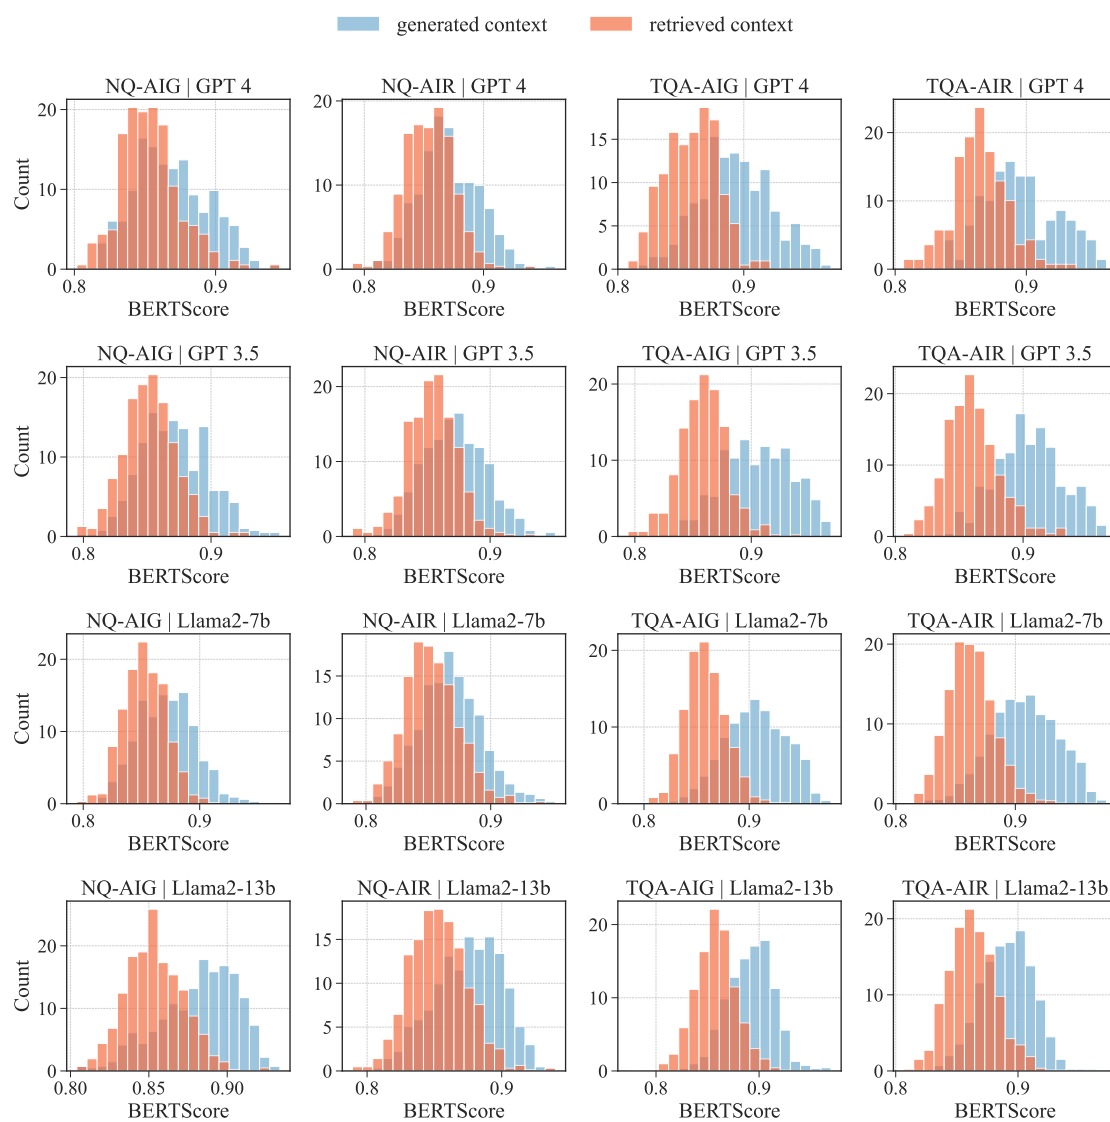 generated context retrieved context
NQ-AIG | GPT 4 NQ-AIR | GPT 4 TQA-AIG | GPT 4 TQA-AIR | GPT 4
20 20 15 20
Count 10 10 10 10
5
0 0 0 0
0.8 0.9 0.8 0.9 0.8 0.9 0.9
BERTScore BERTScore BERTScore BERTScore
NQ-AIG | GPT 3.5 NQ-AIR | GPT 3.5 TQA-AIG | GPT 3.5 TQA-AIR | GPT 3.5
20 20 20 20
Count 10 10 10 10
0 0 0 0
0.8 0.9 0.8 0.9 0.8 0.9 0.8 0.9
BERTScore BERTScore BERTScore BERTScore
NQ-AIG | Llama2-7b NQ-AIR | Llama2-7b TQA-AIG | Llama2-7b TQA-AIR | Llama2-7b
20 15 20 20
Count 10 10 10 10
5
0 0 0 0
0.8 0.9 0.8 0.9 0.8 0.9 0.8 0.9
BERTScore BERTScore BERTScore BERTScore
NQ-AIG | Llama2-13b NQ-AIR | Llama2-13b TQA-AIG | Llama2-13b TQA-AIR | Llama2-13b
20 15 20 20
Count 10 10 10 10
5
0 0 0 0
0.80 0.85 0.90 0.8 0.9 0.8 0.9 0.8 0.9
BERTScore BERTScore BERTScore BERTScore